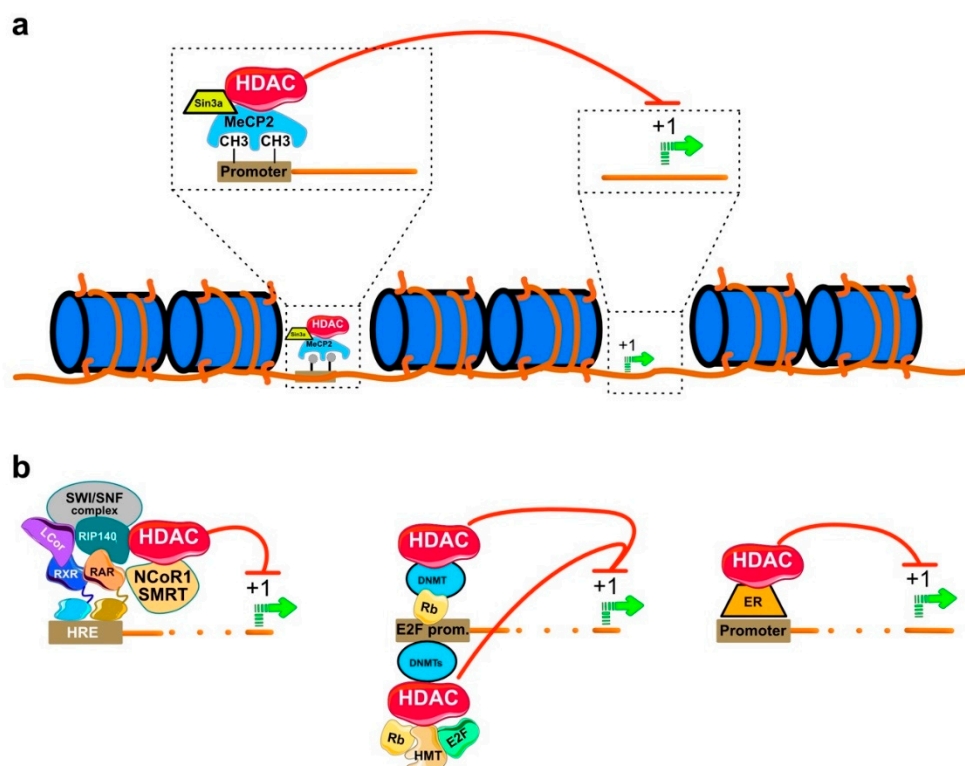 a
HDAC
Sin3a
MeCP2
CH3 CH3
Promoter
+1
HDAC
Sin3a
MeCP2
+1
b
SWI/SNF
complex
LCor
RIP140
HDAC
RXR
RAR
NCoR1
SMRT
HRE
+1
HDAC
DNMT
Rb
E2F prom.
DNMTs
HDAC
Rb
HMT
E2F
+1
HDAC
ER
Promoter
+1